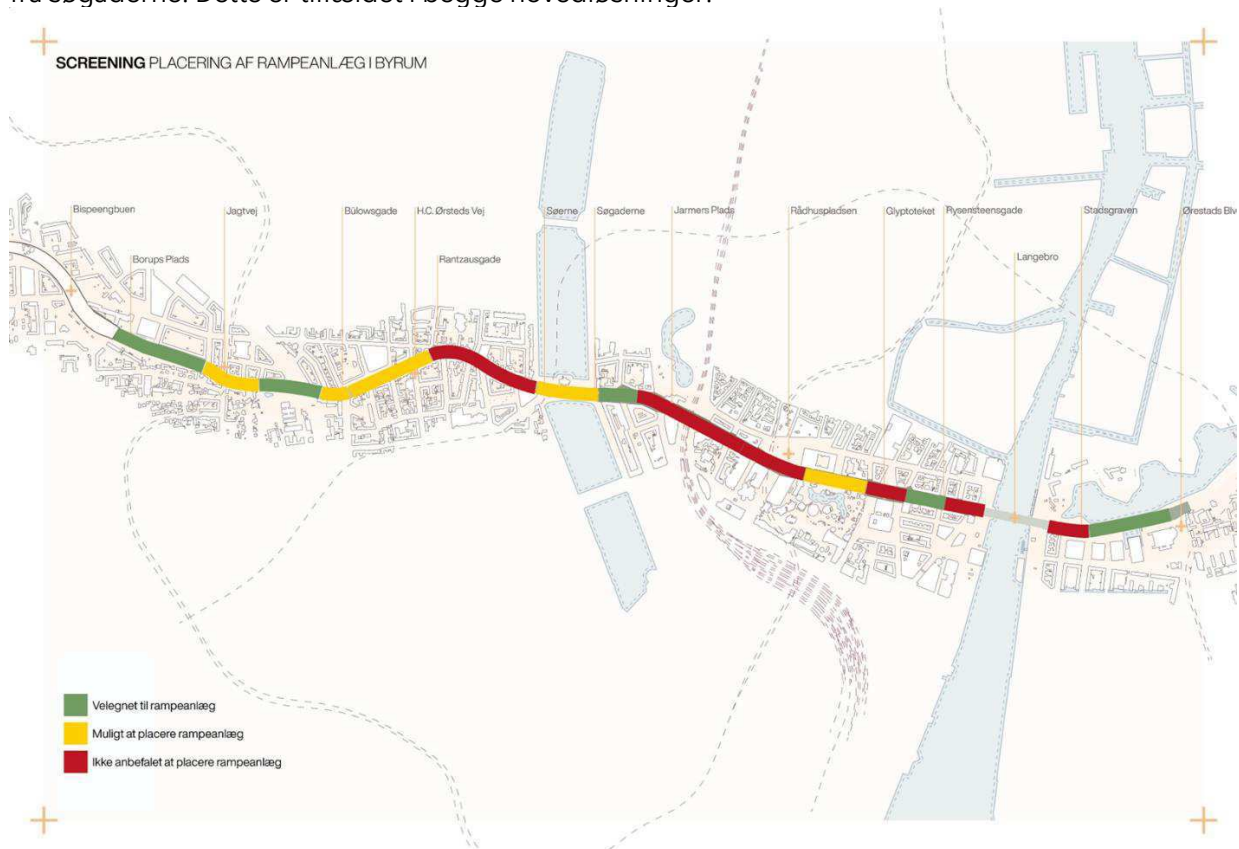 fra søgaderne. Dette er tilfældet i begge hovedløsninger.
SCREENING PLACERING AF RAMPEANLÆG I BYRUM
Bispeengbuen
Jagtvej
Bülowsgade
H.C. Ørsteds Vej
Søerne
Søgaderne
Jarmers Plads
Rådhuspladsen
Glyptoteket
Rysensteensgade
Stadsgraven
Ørestads Blv
Borups Plads
Rantzausgade
Langebro
Velegnet til rampeanlæg
Muligt at placere rampeanlæg
Ikke anbefalet at placere rampeanlæg